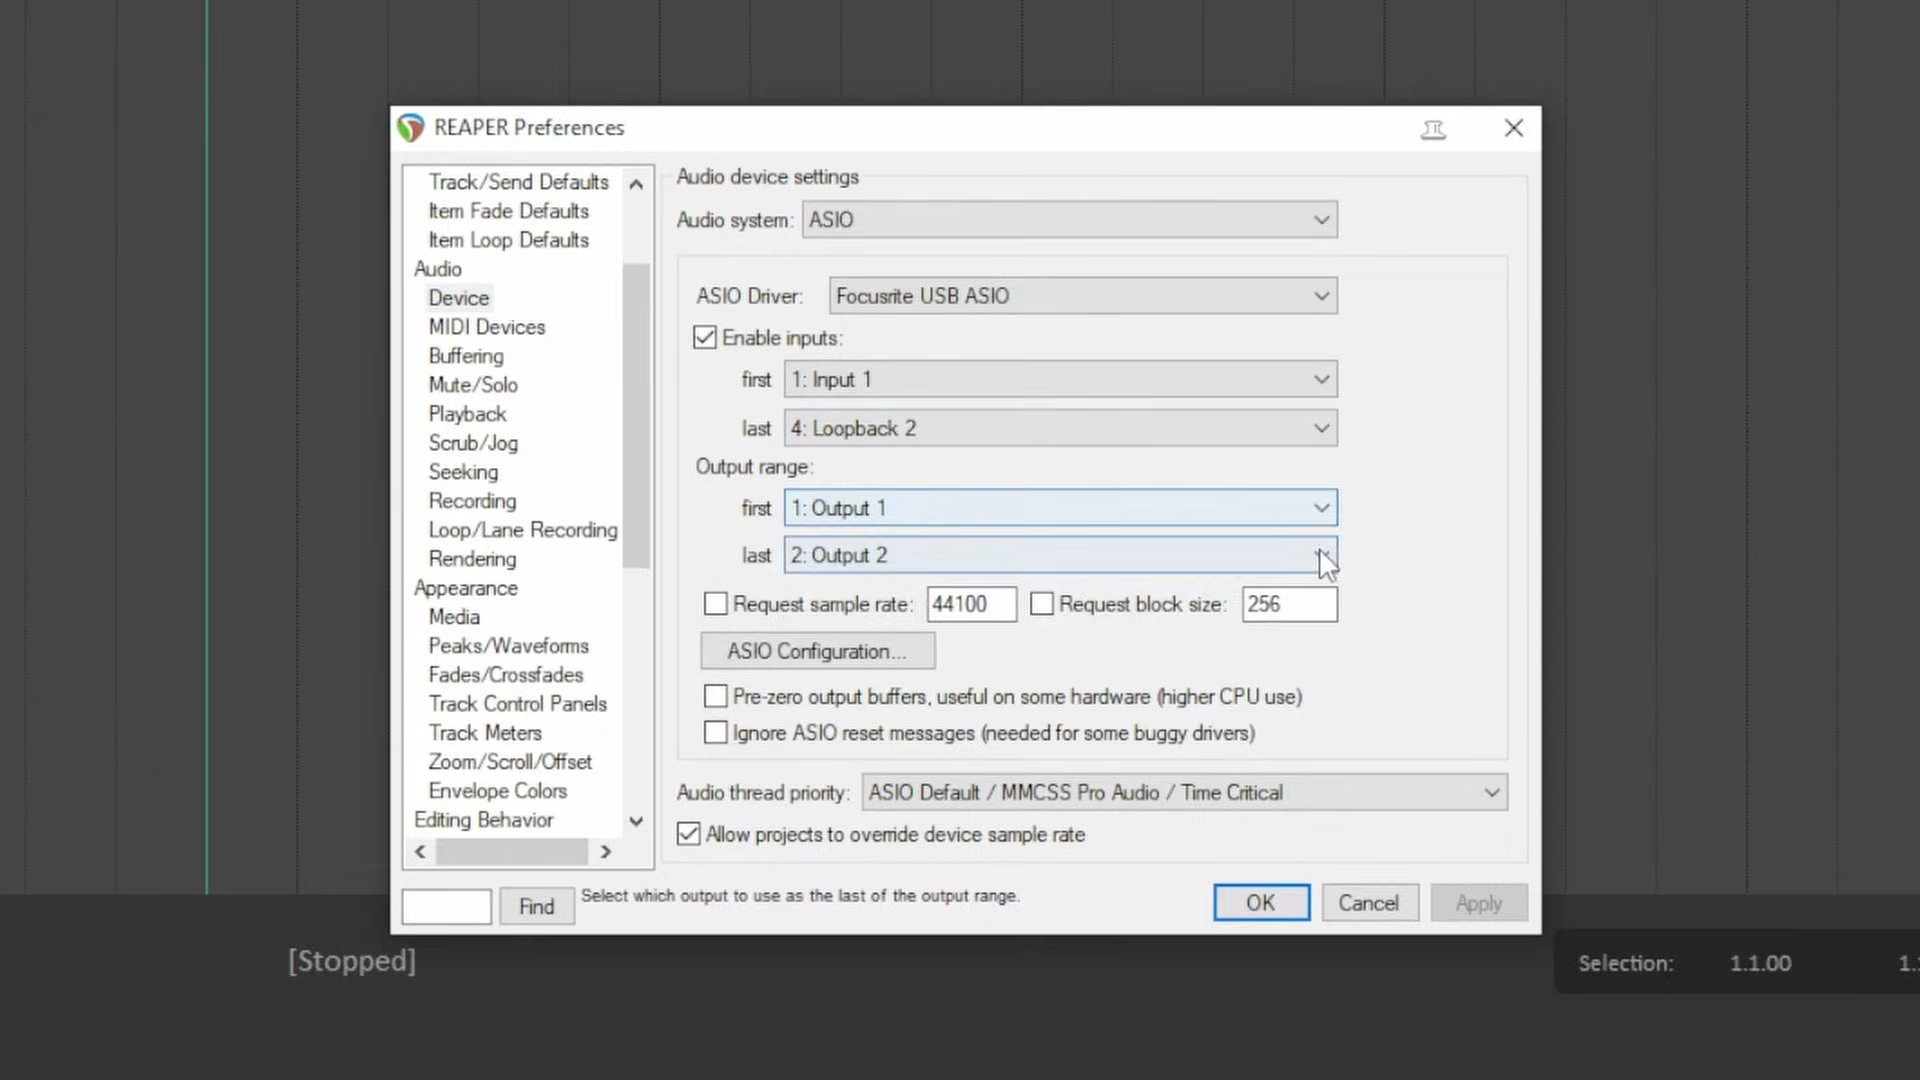 REAPER Preferences
Track/Send Defaults
Item Fade Defaults
Item Loop Defaults
Audio
Device
MIDI Devices
Buffering
Mute/Solo
Playback
Scrub/Jog
Seeking
Recording
Loop/Lane Recording
Rendering
Appearance
Media
Peaks/Waveforms
Fades/Crossfades
Track Control Panels
Track Meters
Zoom/Scroll/Offset
Envelope Colors
Editing Behavior
Audio device settings
Audio system: ASIO
ASIO Driver: Focusrite USB ASIO
Enable inputs:
first 1: Input 1
last 4: Loopback 2
Output range:
first 1: Output 1
last 2: Output 2
Request sample rate: 44100 Request block size: 256
ASIO Configuration...
Pre-zero output buffers, useful on some hardware (higher CPU use)
Ignore ASIO reset messages (needed for some buggy drivers)
Audio thread priority: ASIO Default / MMCSS Pro Audio / Time Critical
Allow projects to override device sample rate
Find Select which output to use as the last of the output range. OK Cancel Apply
[Stopped] Selection: 1.1.00